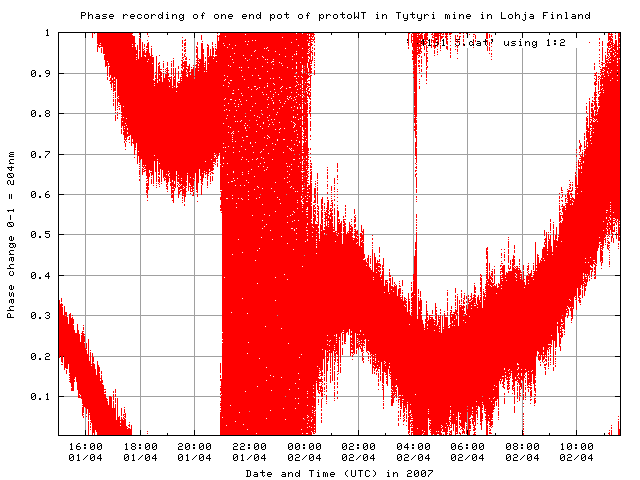 Phase recording of one end pot of protoWT in Tytyri mine in Lohja Finland
using 1:2
1
0.9
0.8
0.7
0.6
0.5
0.4
0.3
0.2
0.1
Phase change 0-1 = 204nm
16:00 18:00 20:00 22:00 00:00 02:00 04:00 06:00 08:00 10:00
01/04 01/04 01/04 01/04 02/04 02/04 02/04 02/04 02/04 02/04
Date and Time (UTC) in 2007